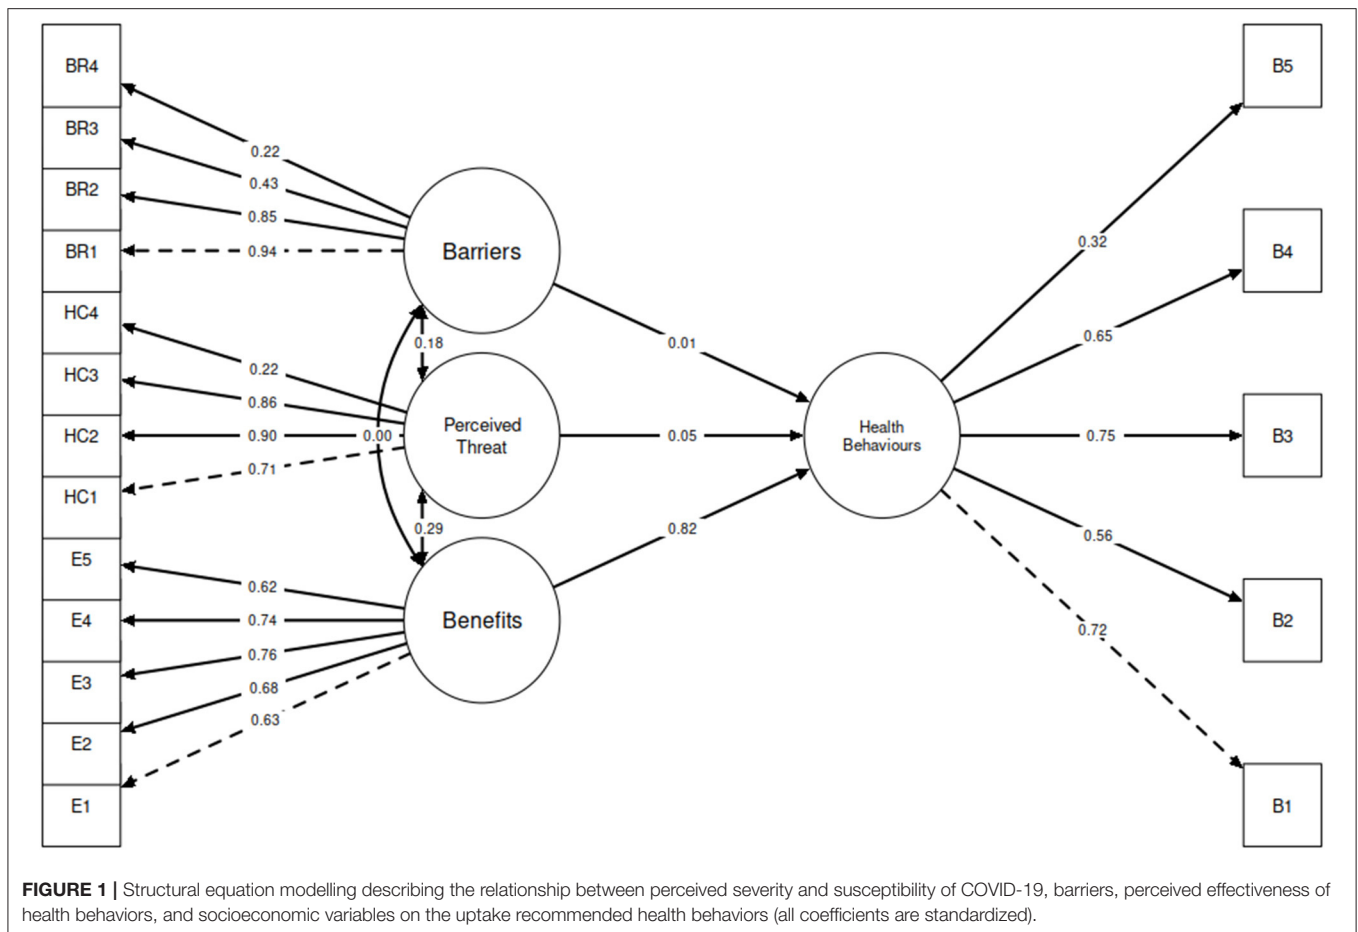 BR4
BR3
BR2
BR1
HC4
HC3
HC2
HC1
E5
E4
E3
E2
E1
0.22
0.43
0.85
0.94
0.22
0.86
0.90
0.71
0.62
0.74
0.76
0.68
0.63
Barriers
0.18
Perceived
Threat
0.00
0.29
Benefits
0.01
0.05
0.82
Health
Behaviours
0.32
0.65
0.75
0.56
0.72
B5
B4
B3
B2
B1
FIGURE 1 | Structural equation modelling describing the relationship between perceived severity and susceptibility of COVID-19, barriers, perceived effectiveness of
health behaviors, and socioeconomic variables on the uptake recommended health behaviors (all coefficients are standardized).